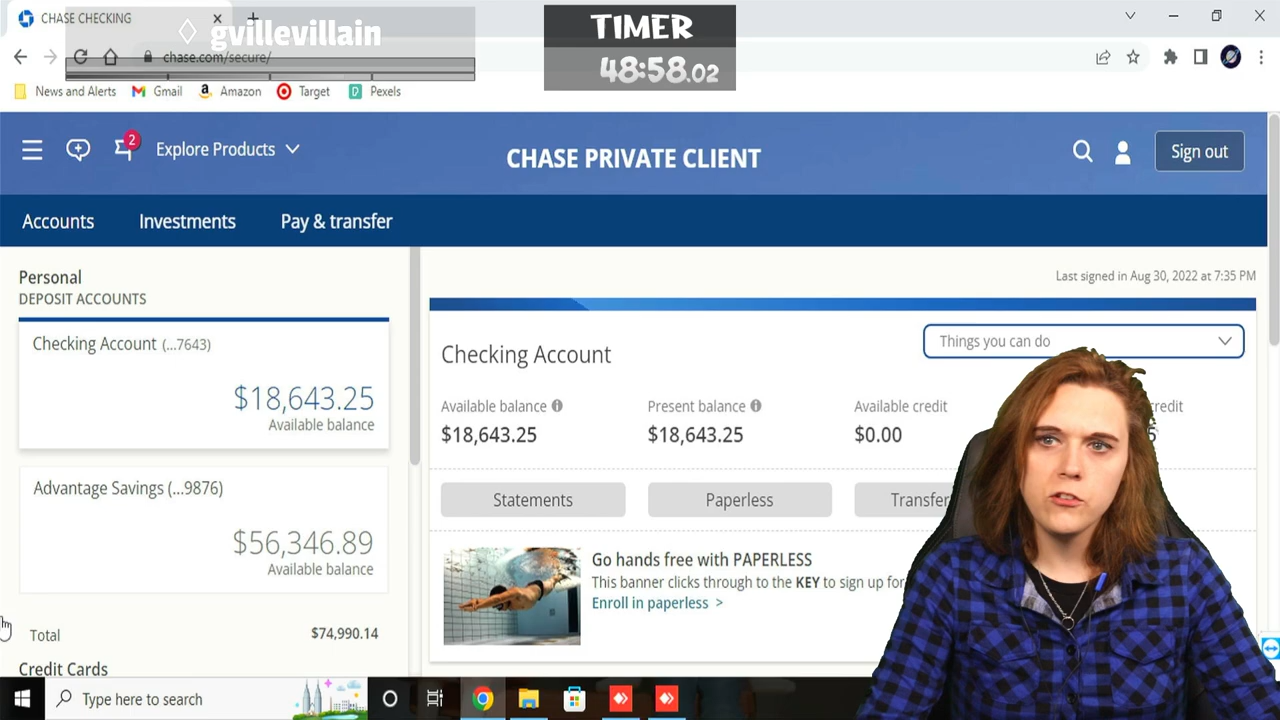 CHASE CHECKING
gvillevillain
TIMER
48:58.02
chase.com/secure/
News and Alerts
Gmail
Amazon
Target
Pexels
2
Explore Products
CHASE PRIVATE CLIENT
Sign out
Accounts
Investments
Pay & transfer
Personal
DEPOSIT ACCOUNTS
Checking Account (...7643)
$18,643.25
Available balance
Advantage Savings (...9876)
$56,346.89
Available balance
Total
$74,990.14
Credit Cards
Last signed in Aug 30, 2022 at 7:35 PM
Checking Account
Things you can do
Available balance
Present balance
Available credit
credit
$18,643.25
$18,643.25
$0.00
Statements
Paperless
Transfer
Go hands free with PAPERLESS
This banner clicks through to the KEY to sign up for
Enroll in paperless >
Type here to search